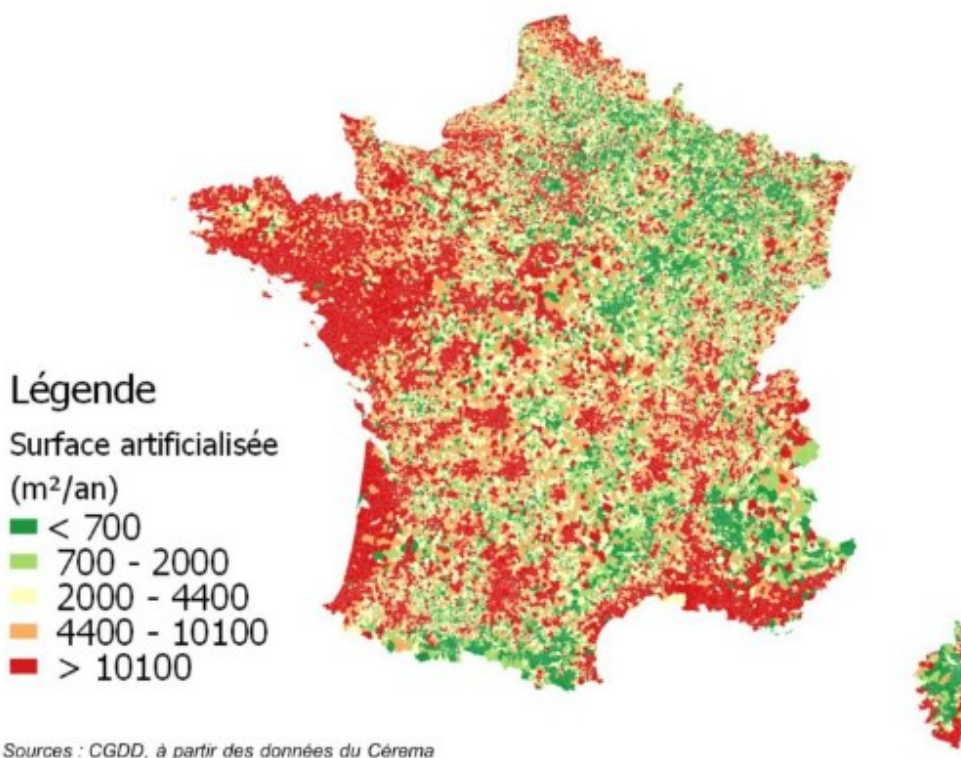 Légende
Surface artificialisée
(m²/an)
< 700
700 - 2000
2000 - 4400
4400 - 10100
> 10100
Sources : CGDD, à partir des données du Cérema